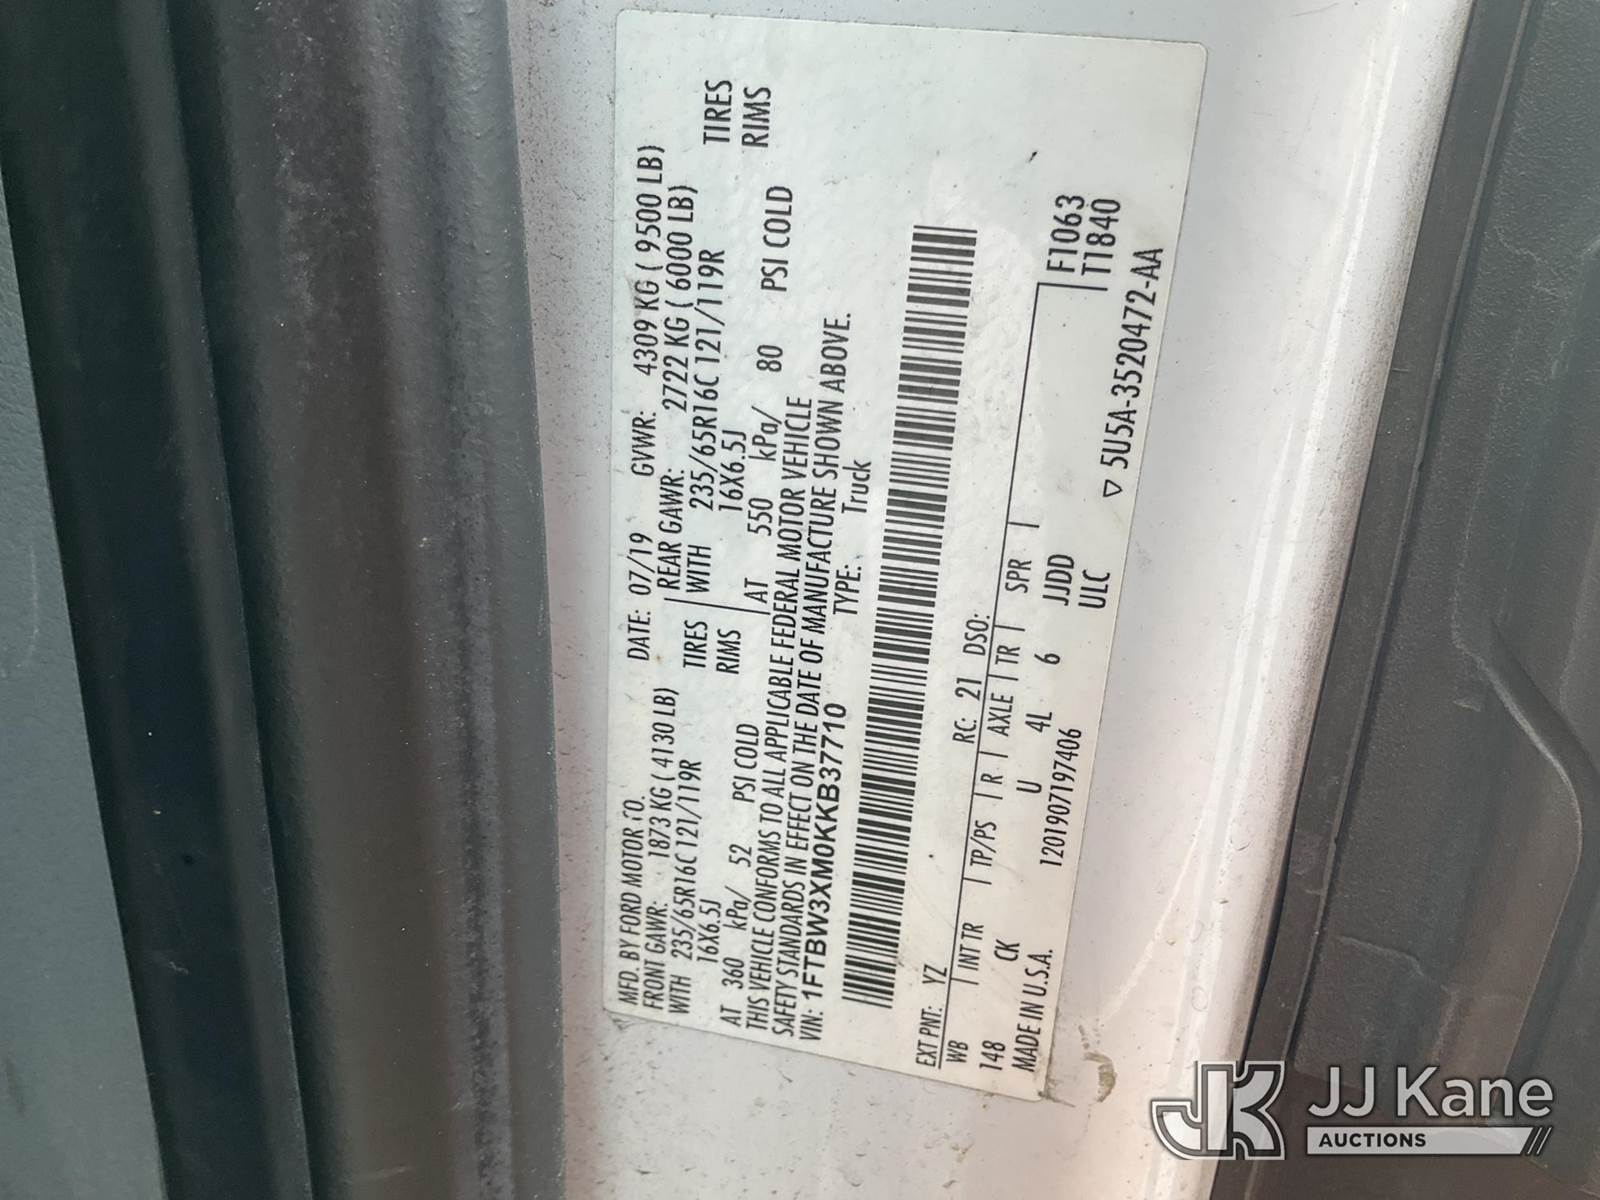 MFD. BY FORD MOTOR CO.
DATE: 07/19 GVWR: 4309 KG ( 9500 LB)
FRONT GAWR: 1873 KG ( 4130 LB) REAR GAWR: 2722 KG ( 6000 LB)
WITH 235/65R16C 121/119R TIRES WITH 235/65R16C 121/119R TIRES
16X6.5J RIMS 16X6.5J RIMS
AT 360 kPa/ 52 PSI COLD AT 550 kPa/ 80 PSI COLD
THIS VEHICLE CONFORMS TO ALL APPLICABLE FEDERAL MOTOR VEHICLE
SAFETY STANDARDS IN EFFECT ON THE DATE OF MANUFACTURE SHOWN ABOVE.
VIN: 1FTBW3XM0KKB37710 TYPE: Truck
EXT PNT: YZ RC: 21 DSO:
WB INT TR TP/PS R AXLE TR SPR F1063
148 CK U 4L 6 JJDD T1840
MADE IN U.S.A. 1201907197406 ULC ▽ 5U5A-3520472-AA
JK JJ Kane
AUCTIONS